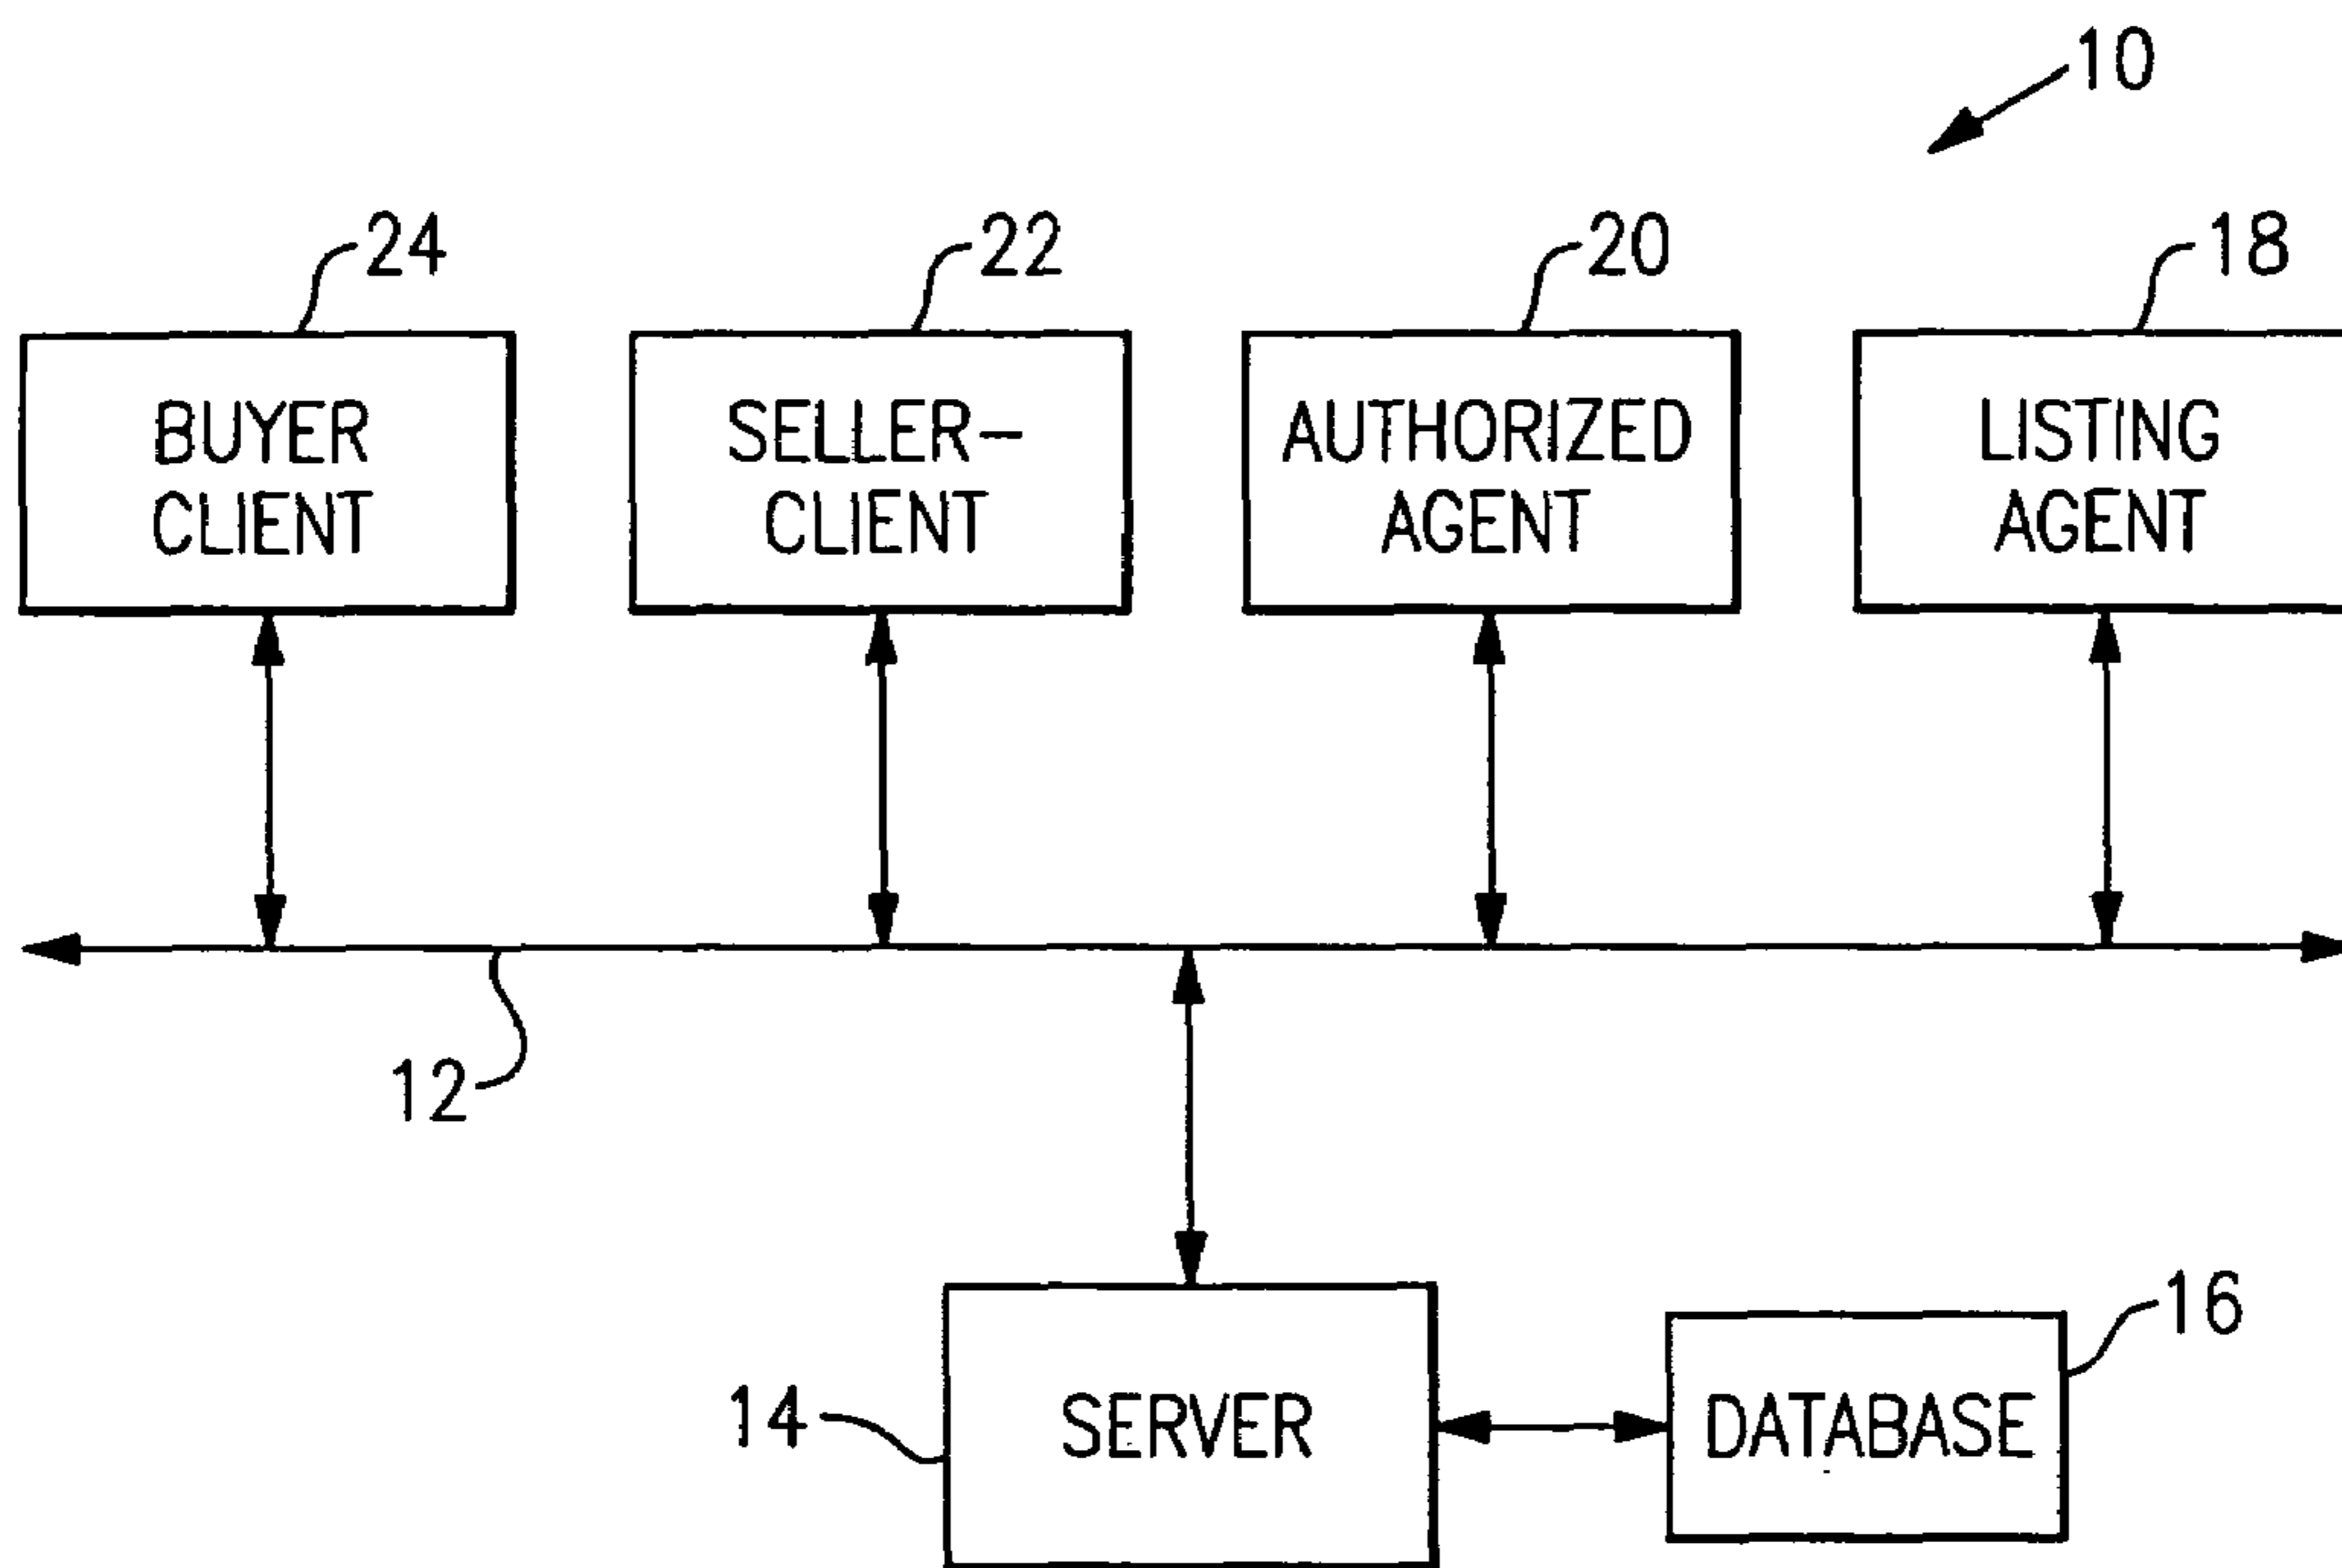 10
24
22
20
18
BUYER
CLIENT
SELLER-
CLIENT
AUTHORIZED
AGENT
LISTING
AGENT
12
14
SERVER
DATABASE
16